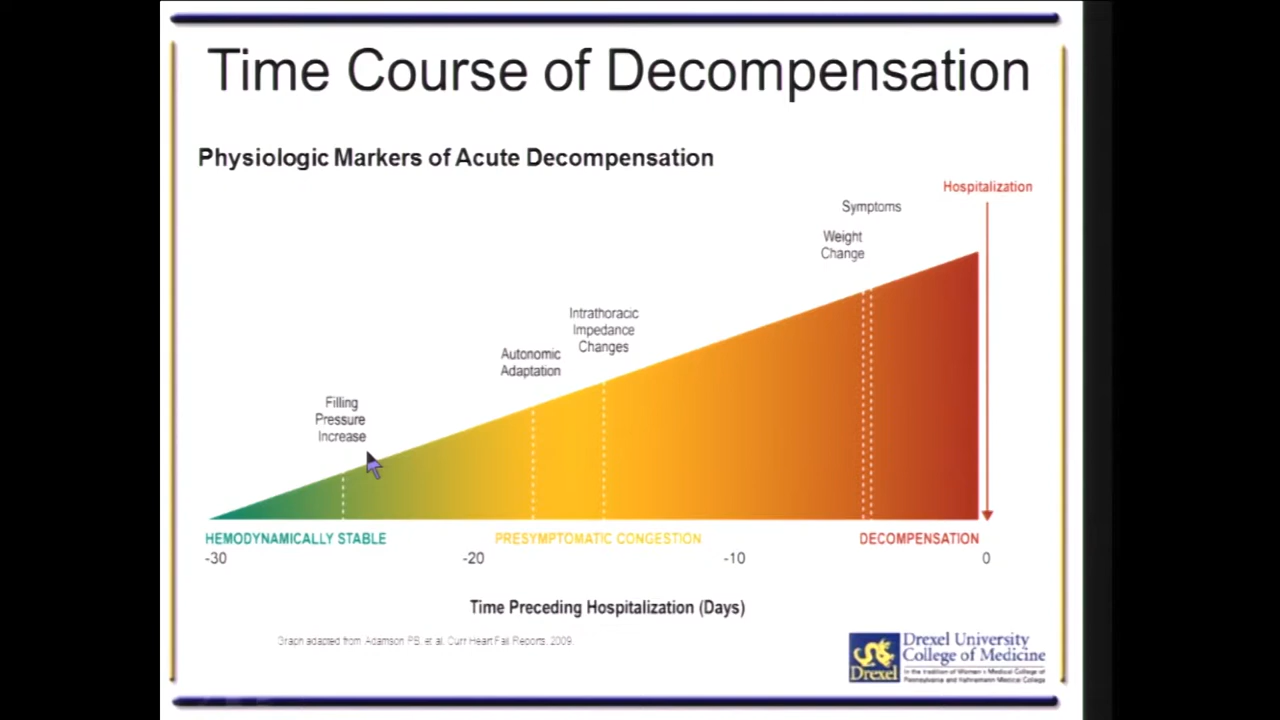 Time Course of Decompensation
Physiologic Markers of Acute Decompensation
Hospitalization
Symptoms
Weight
Change
Intrathoracic
Impedance
Changes
Autonomic
Adaptation
Filling
Pressure
Increase
HEMODYNAMICALLY STABLE
PRESYMPTOMATIC CONGESTION
DECOMPENSATION
-30
-20
-10
0
Time Preceding Hospitalization (Days)
Graph adapted from Adamson PB, et al. Curr Heart Fail Reports, 2009.
Drexel University
College of Medicine
Drexel
In the tradition of Woman's Medical College of
Pennsylvania and Hahnemann Medical College